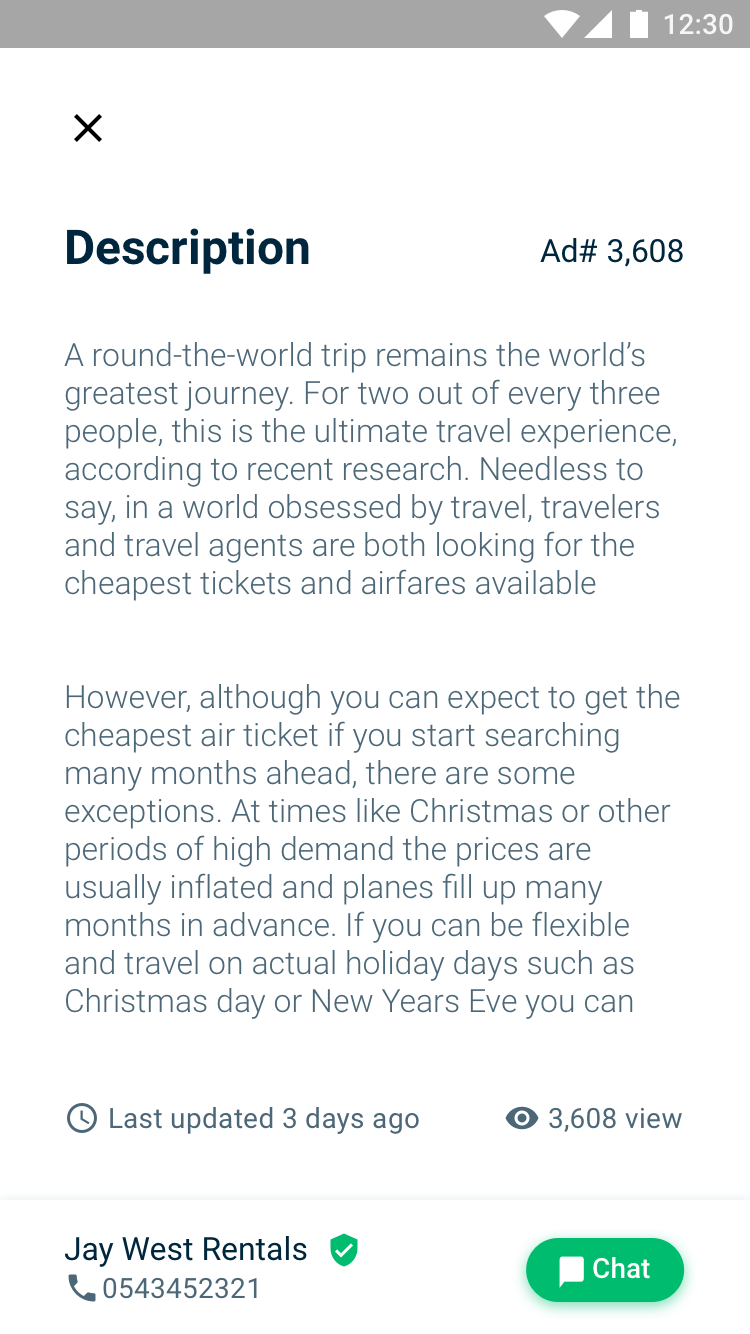 12:30
Description
Ad# 3,608
A round-the-world trip remains the world’s
greatest journey. For two out of every three
people, this is the ultimate travel experience,
according to recent research. Needless to
say, in a world obsessed by travel, travelers
and travel agents are both looking for the
cheapest tickets and airfares available
However, although you can expect to get the
cheapest air ticket if you start searching
many months ahead, there are some
exceptions. At times like Christmas or other
periods of high demand the prices are
usually inflated and planes fill up many
months in advance. If you can be flexible
and travel on actual holiday days such as
Christmas day or New Years Eve you can
Last updated 3 days ago
3,608 view
Jay West Rentals
0543452321
Chat